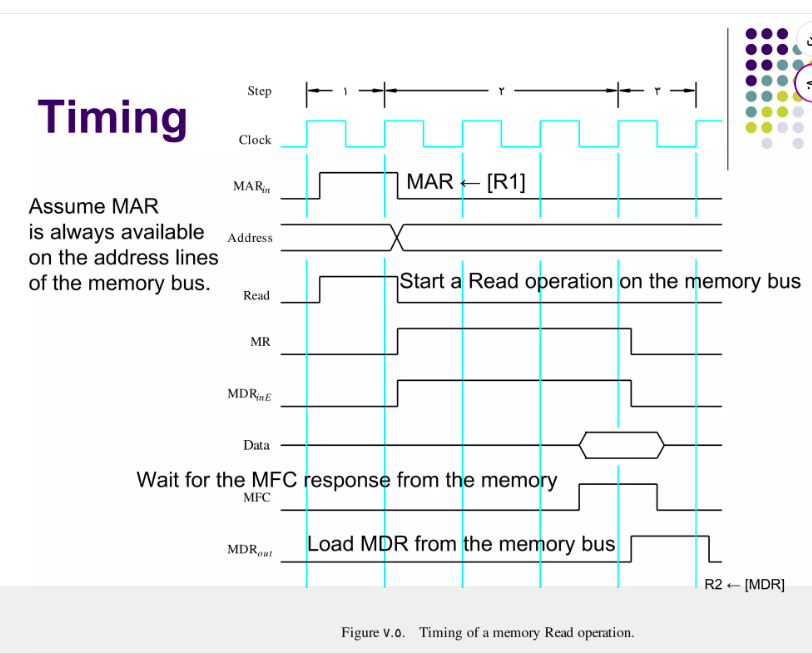 Timing
Assume MAR
is always available
on the address lines
of the memory bus.
Step
١
٢
٣
Clock
MARin
MAR ← [R1]
Address
Read
Start a Read operation on the memory bus
MR
MDRinE
Data
Wait for the MFC response from the memory
MFC
MDRout
Load MDR from the memory bus
R2 ← [MDR]
Figure ٧.٥. Timing of a memory Read operation.